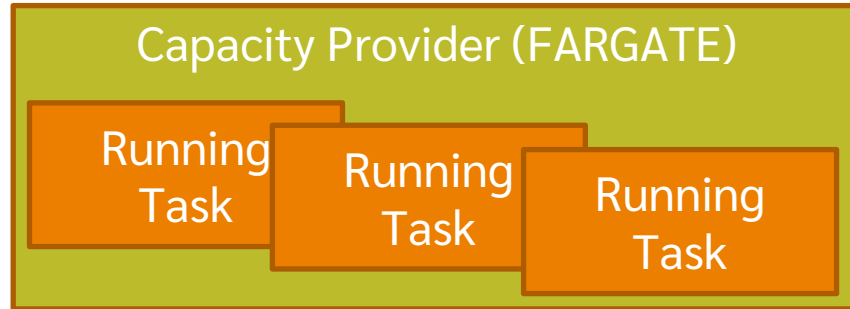 Capacity Provider (FARGATE)
Running
Task
Running
Task
Running
Task